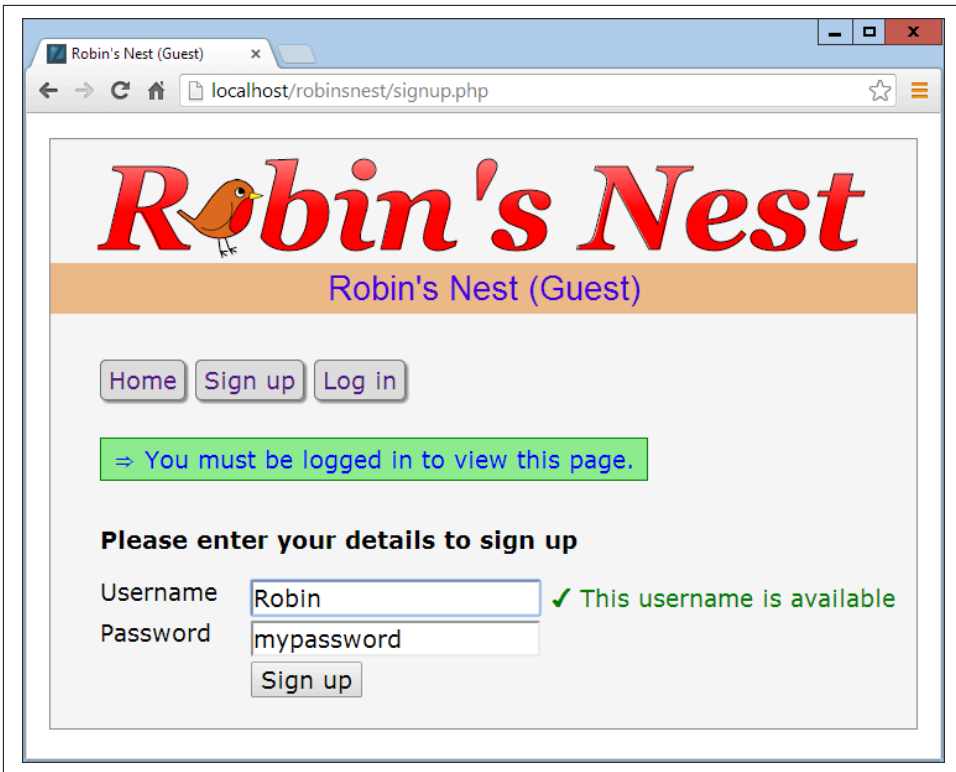 Robin's Nest (Guest)
localhost/robinsnest/signup.php
Robin's Nest
Robin's Nest (Guest)
Home Sign up Log in
⇒ You must be logged in to view this page.
Please enter your details to sign up
Username Robin ✓ This username is available
Password mypassword
Sign up